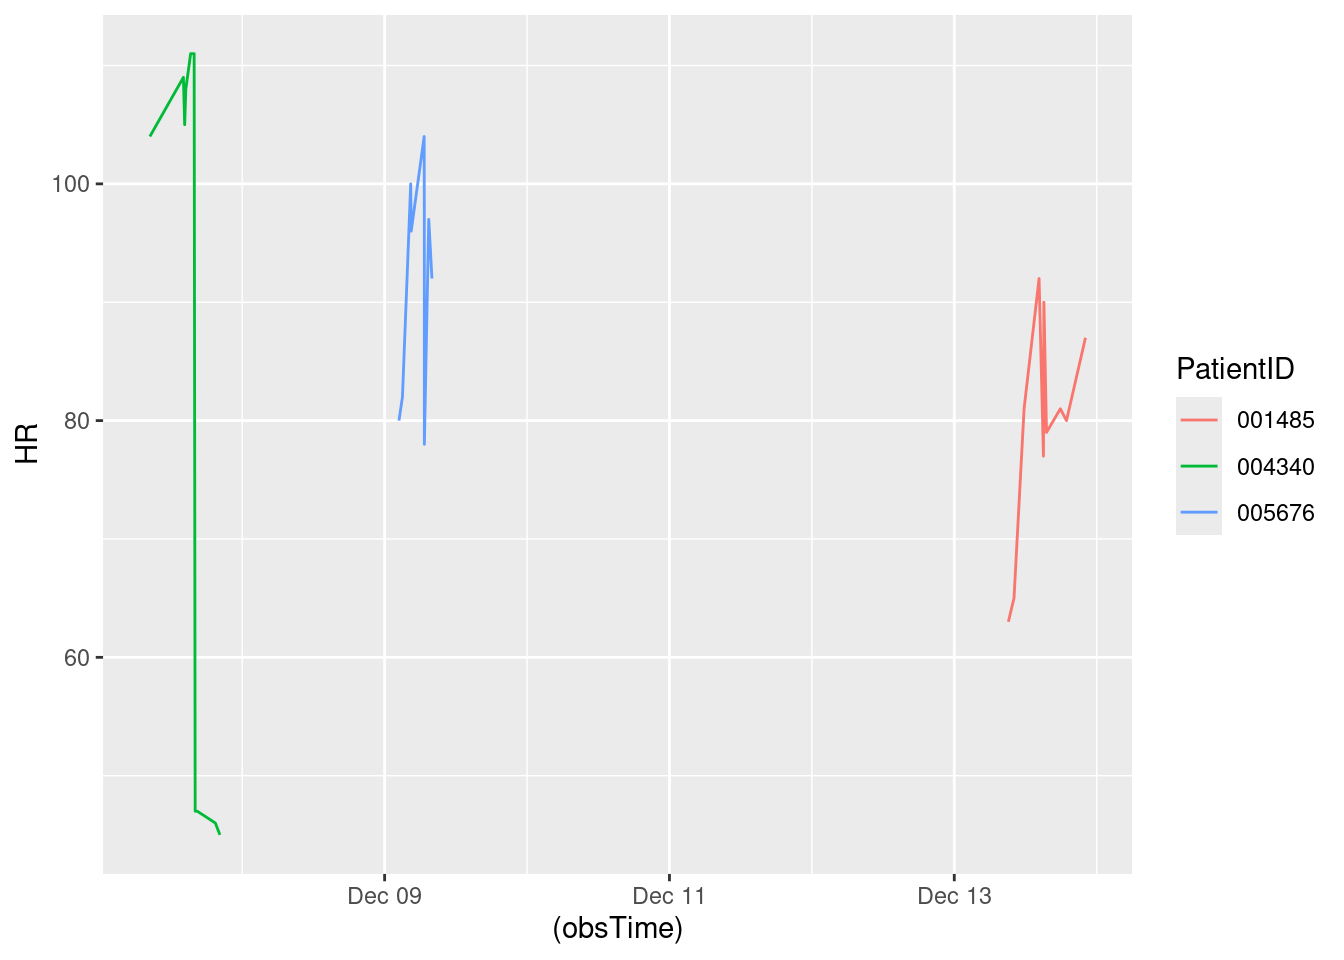 100
80
60
HR
Dec 09
Dec 11
Dec 13
(obsTime)
PatientID
001485
004340
005676